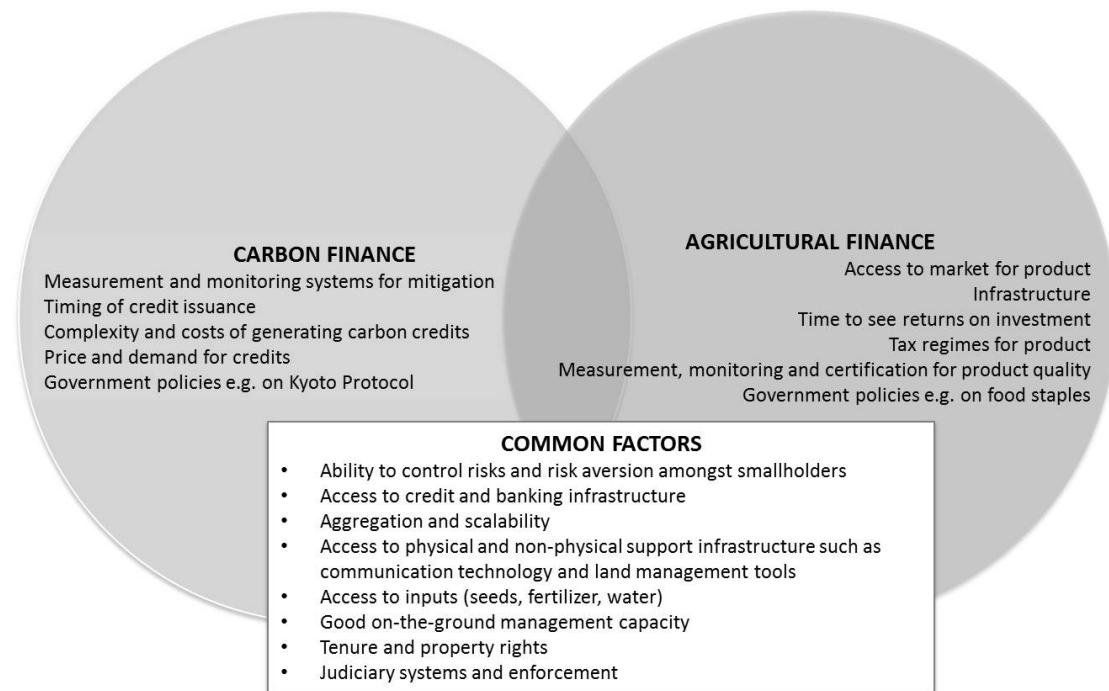 CARBON FINANCE
Measurement and monitoring systems for mitigation
Timing of credit issuance
Complexity and costs of generating carbon credits
Price and demand for credits
Government policies e.g. on Kyoto Protocol
AGRICULTURAL FINANCE
Access to market for product
Infrastructure
Time to see returns on investment
Tax regimes for product
Measurement, monitoring and certification for product quality
Government policies e.g. on food staples
COMMON FACTORS
• Ability to control risks and risk aversion amongst smallholders
• Access to credit and banking infrastructure
• Aggregation and scalability
• Access to physical and non-physical support infrastructure such as
communication technology and land management tools
• Access to inputs (seeds, fertilizer, water)
• Good on-the-ground management capacity
• Tenure and property rights
• Judiciary systems and enforcement